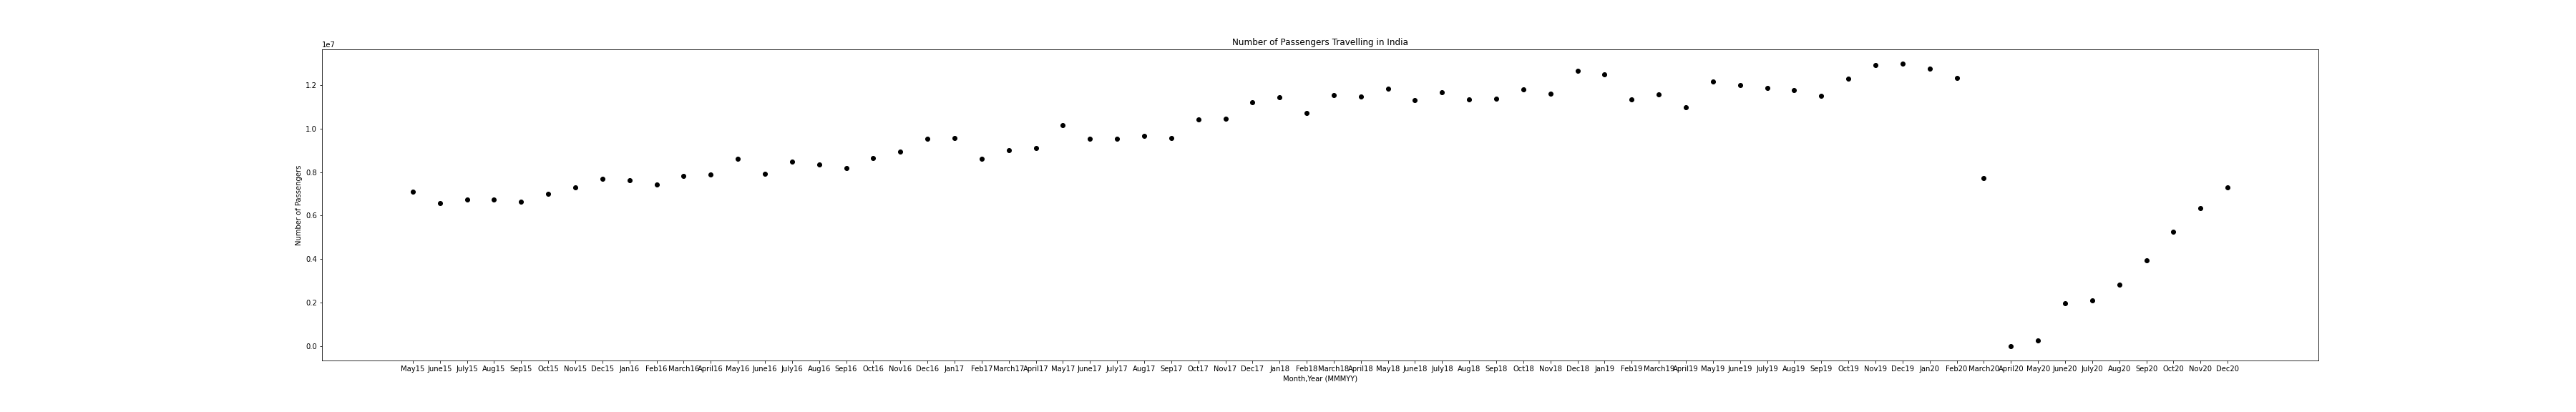 Number of Passengers Travelling in India
1e7
1.2
1.0
0.8
0.6
0.4
0.2
0.0
Number of Passengers
May15 June15 July15 Aug15 Sep15 Oct15 Nov15 Dec15 Jan16 Feb16 March16 April16 May16 June16 July16 Aug16 Sep16 Oct16 Nov16 Dec16 Jan17 Feb17 March17 April17 May17 June17 July17 Aug17 Sep17 Oct17 Nov17 Dec17 Jan18 Feb18 March18 April18 May18 June18 July18 Aug18 Sep18 Oct18 Nov18 Dec18 Jan19 Feb19 March19 April19 May19 June19 July19 Aug19 Sep19 Oct19 Nov19 Dec19 Jan20 Feb20 March20 April20 May20 June20 July20 Aug20 Sep20 Oct20 Nov20 Dec20
Month,Year (MMMYY)